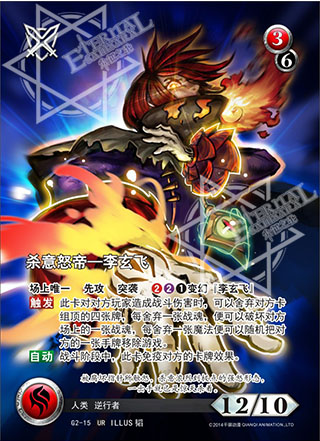 ETERNAL
3
6
ETERNAL
杀意怒帝—李玄飞
场上唯一 先攻 突袭 2 2 1 变幻『李玄飞』
触发 此卡对对方玩家造成战斗伤害时,可以舍弃对方卡
组顶的四张牌,每舍弃一张战魂,便可以破坏对方
场上的一张战魂,每舍弃一张魔法便可以随机把对
方的一张手牌移除游戏。
自动 战斗阶段中,此卡免疫对方的卡牌效果。
人类 逆行者
12/10
G2-15 UR ILLUS 韬
©2014千骐动漫 QIANQI ANIMATION.,LTD